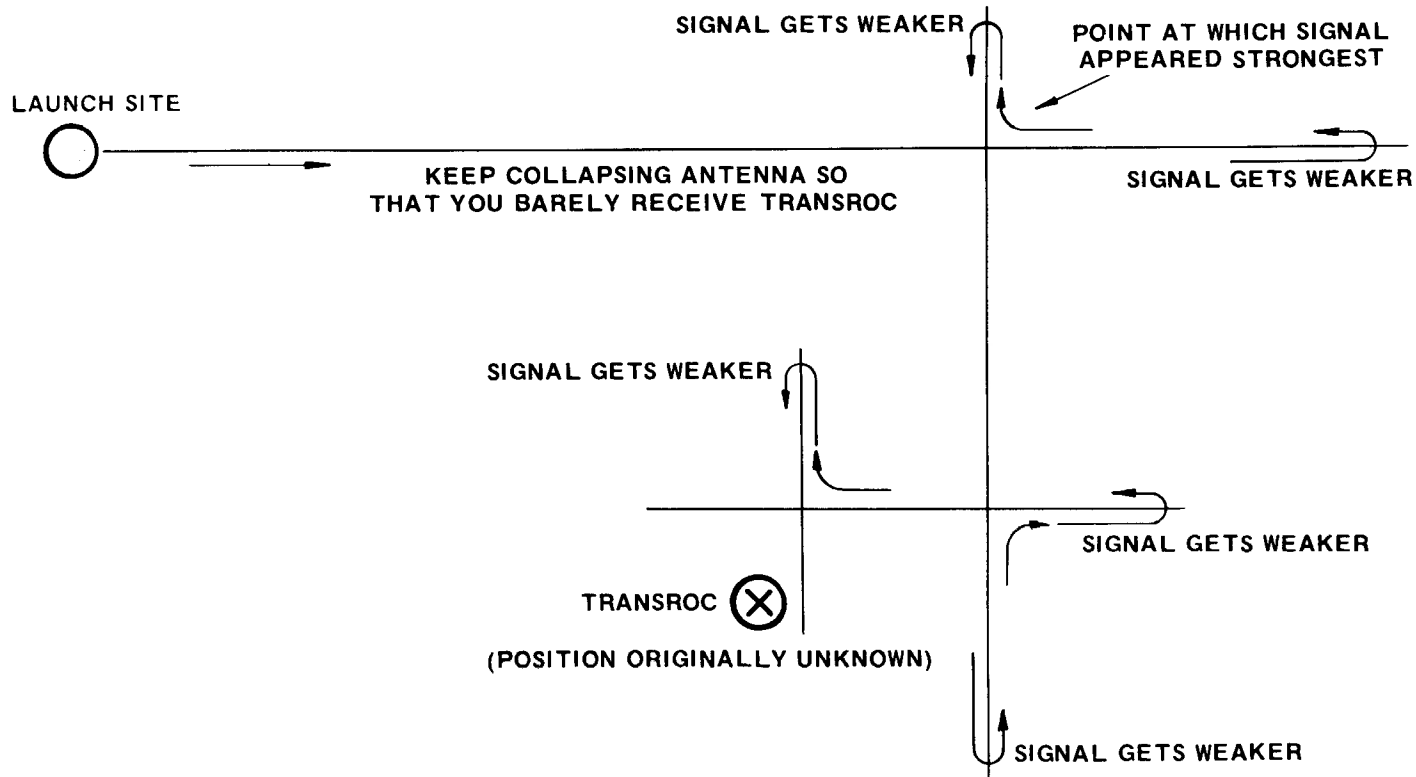 SIGNAL GETS WEAKER
POINT AT WHICH SIGNAL
APPEARED STRONGEST
LAUNCH SITE
KEEP COLLAPSING ANTENNA SO
THAT YOU BARELY RECEIVE TRANSROC
SIGNAL GETS WEAKER
SIGNAL GETS WEAKER
SIGNAL GETS WEAKER
TRANSROC
(POSITION ORIGINALLY UNKNOWN)
SIGNAL GETS WEAKER